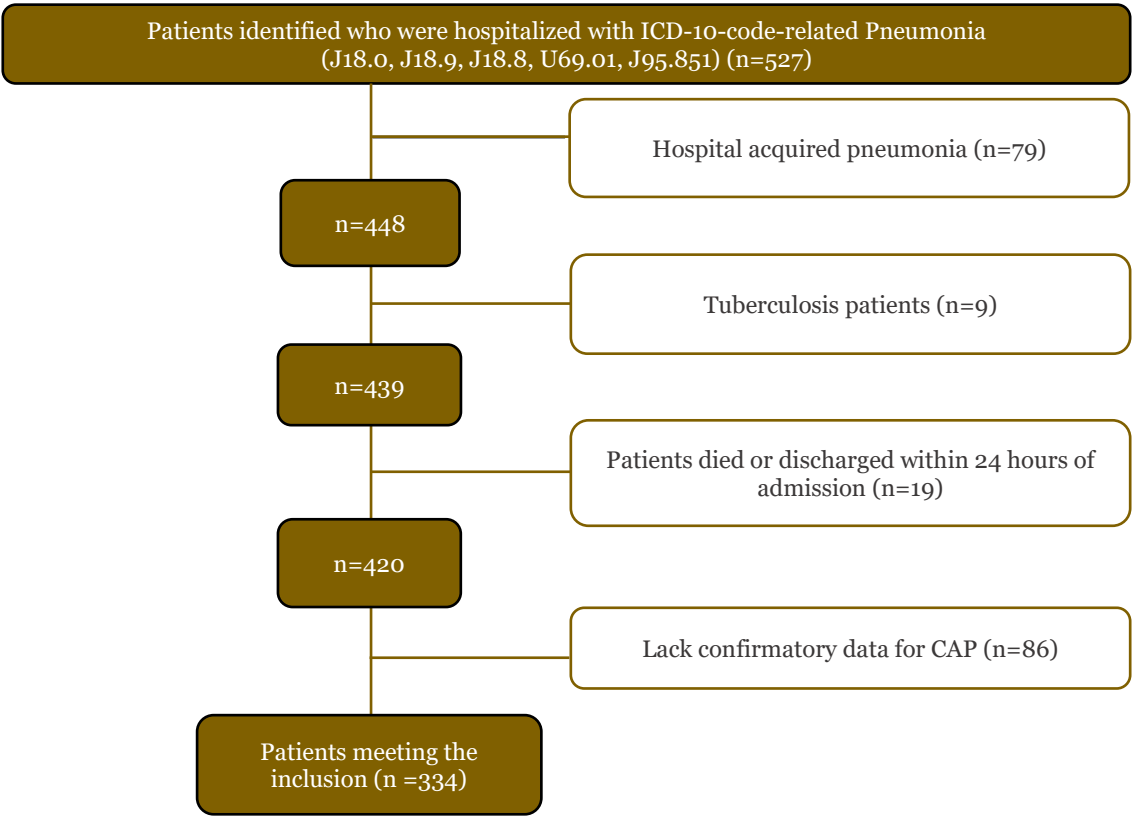 Patients identified who were hospitalized with ICD-10-code-related Pneumonia
(J18.0, J18.9, J18.8, U69.01, J95.851) (n=527)
Hospital acquired pneumonia (n=79)
n=448
Tuberculosis patients (n=9)
n=439
Patients died or discharged within 24 hours of
admission (n=19)
n=420
Lack confirmatory data for CAP (n=86)
Patients meeting the
inclusion (n =334)